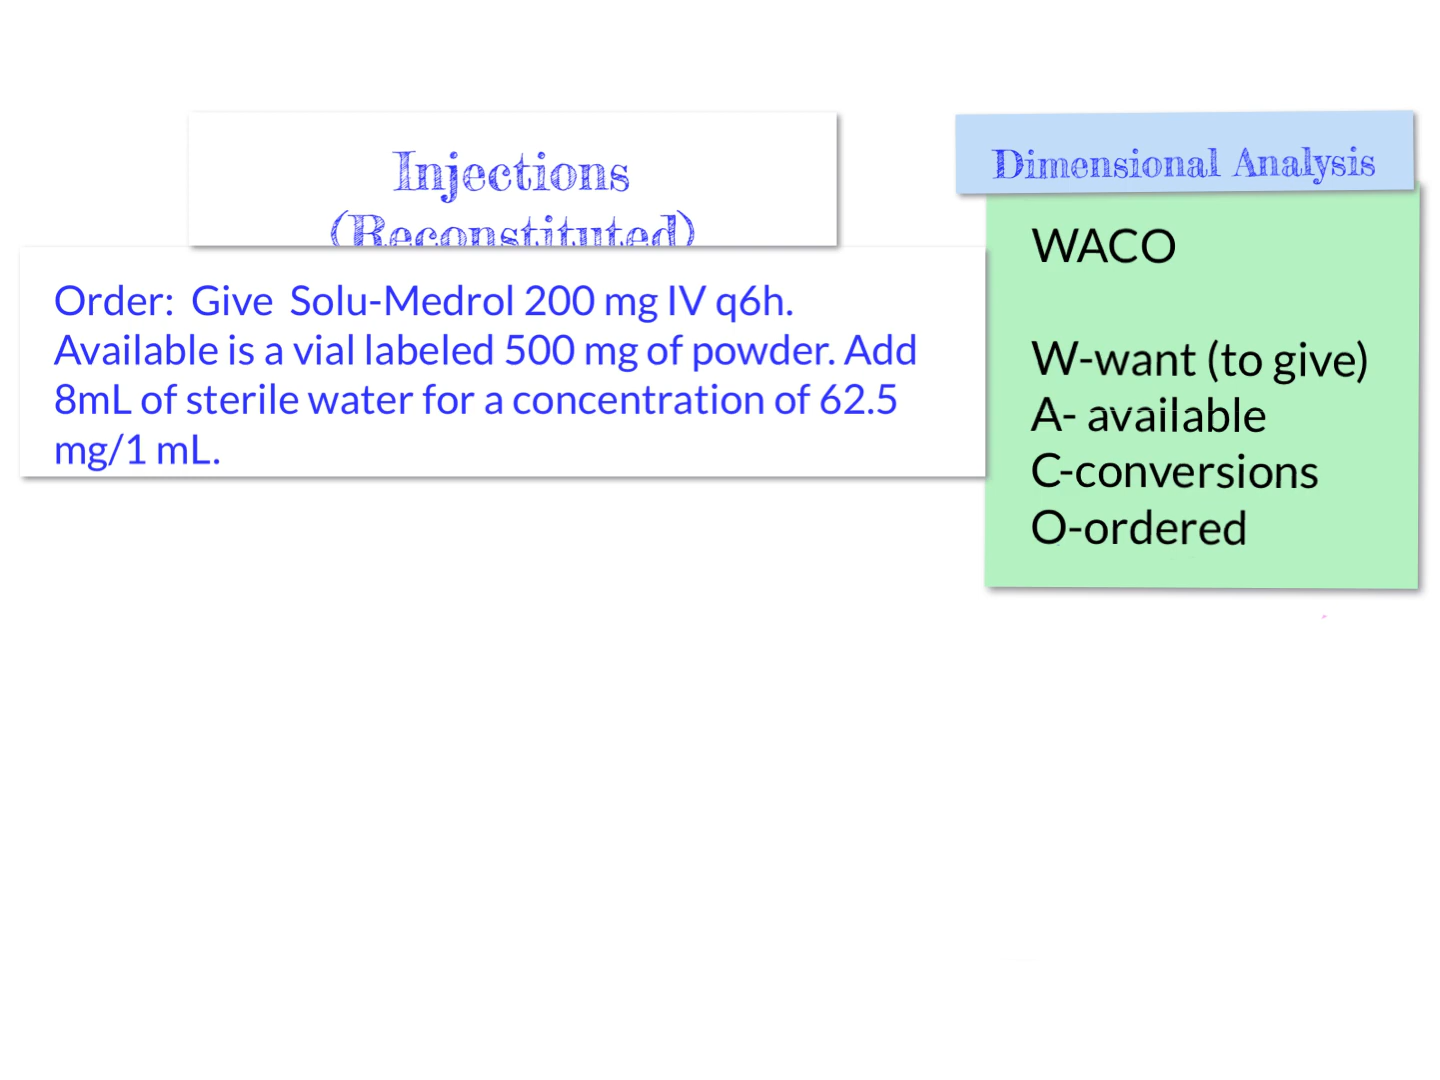 Injections
(Reconstituted)
Order: Give Solu-Medrol 200 mg IV q6h.
Available is a vial labeled 500 mg of powder. Add
8mL of sterile water for a concentration of 62.5
mg/1 mL.
Dimensional Analysis
WACO
W-want (to give)
A- available
C-conversions
O-ordered